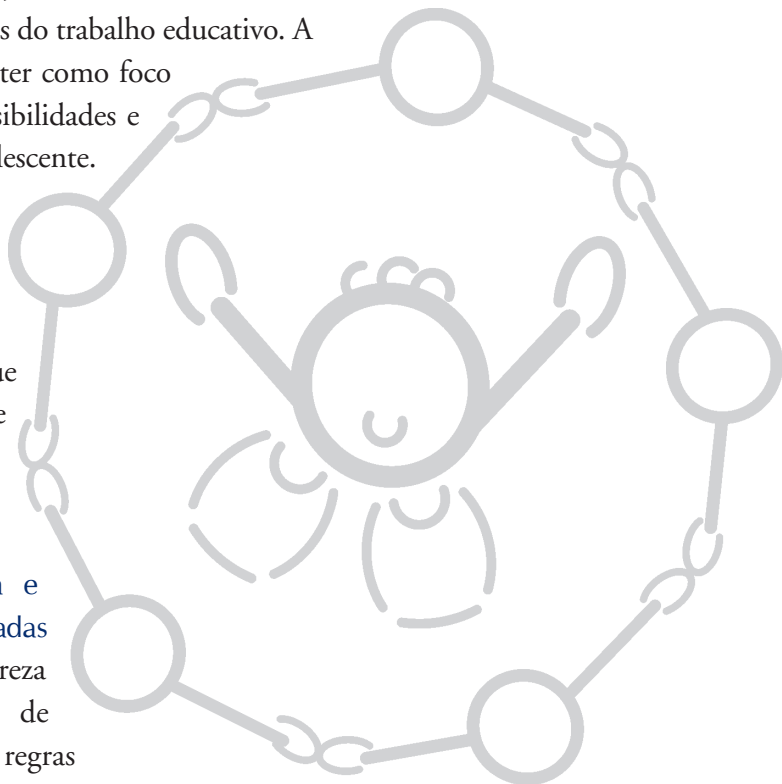 s do trabalho educativo. A
ter como foco
sibilidades e
lescente.
ue
e
n e
adas
reza
de
regras